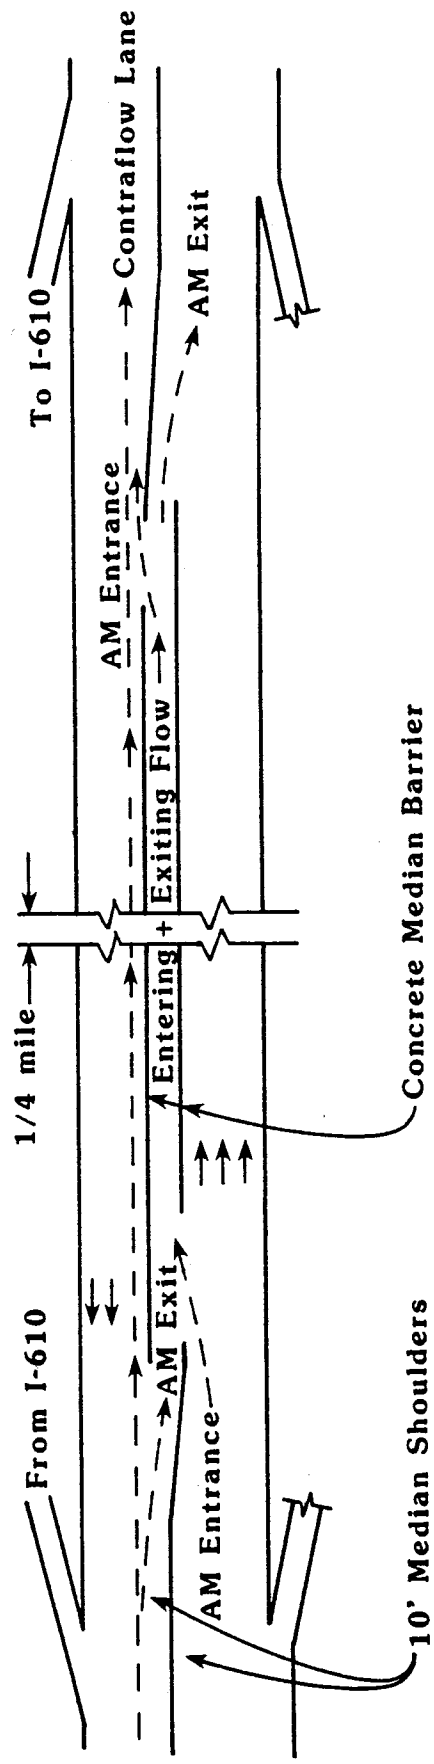 From I-610
1/4 mile
To I-610
AM Entrance
Contraflow Lane
AM Exit
Entering + Exiting Flow
AM Exit
AM Entrance
10' Median Shoulders
Concrete Median Barrier